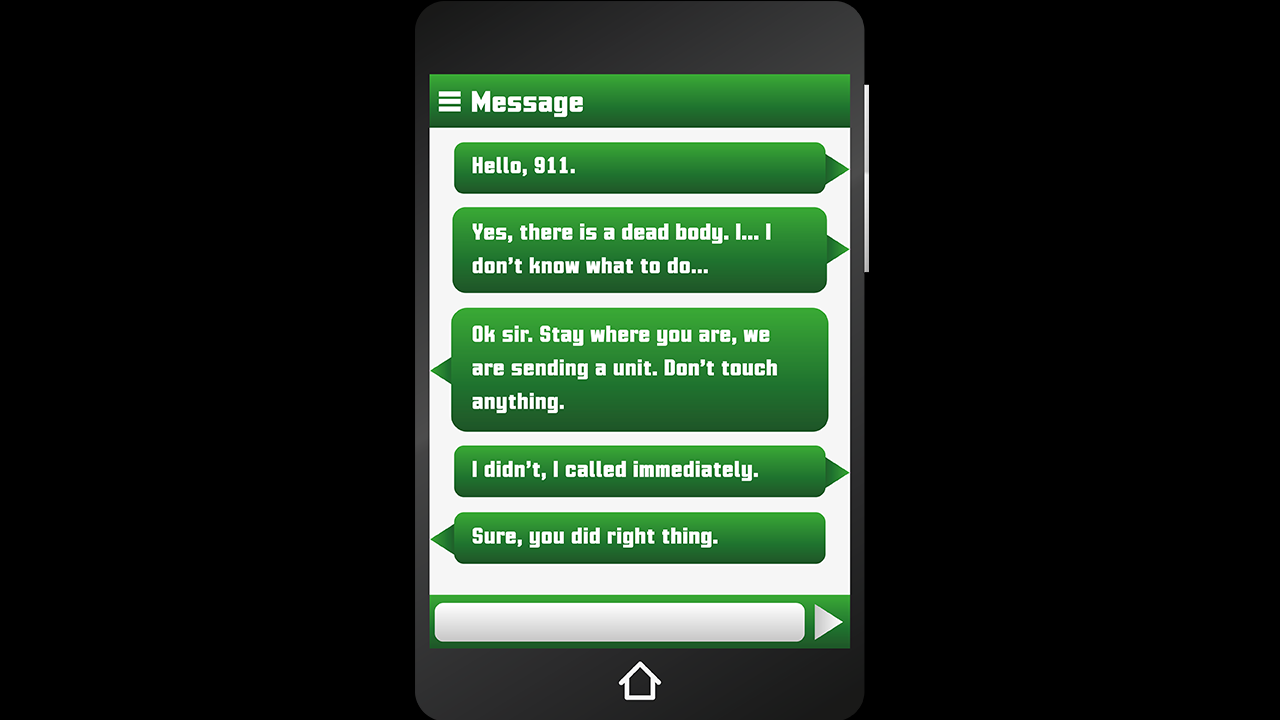 Message
Hello, 911.
Yes, there is a dead body. I... I
don't know what to do...
Ok sir. Stay where you are, we
are sending a unit. Don't touch
anything.
I didn't, I called immediately.
Sure, you did right thing.